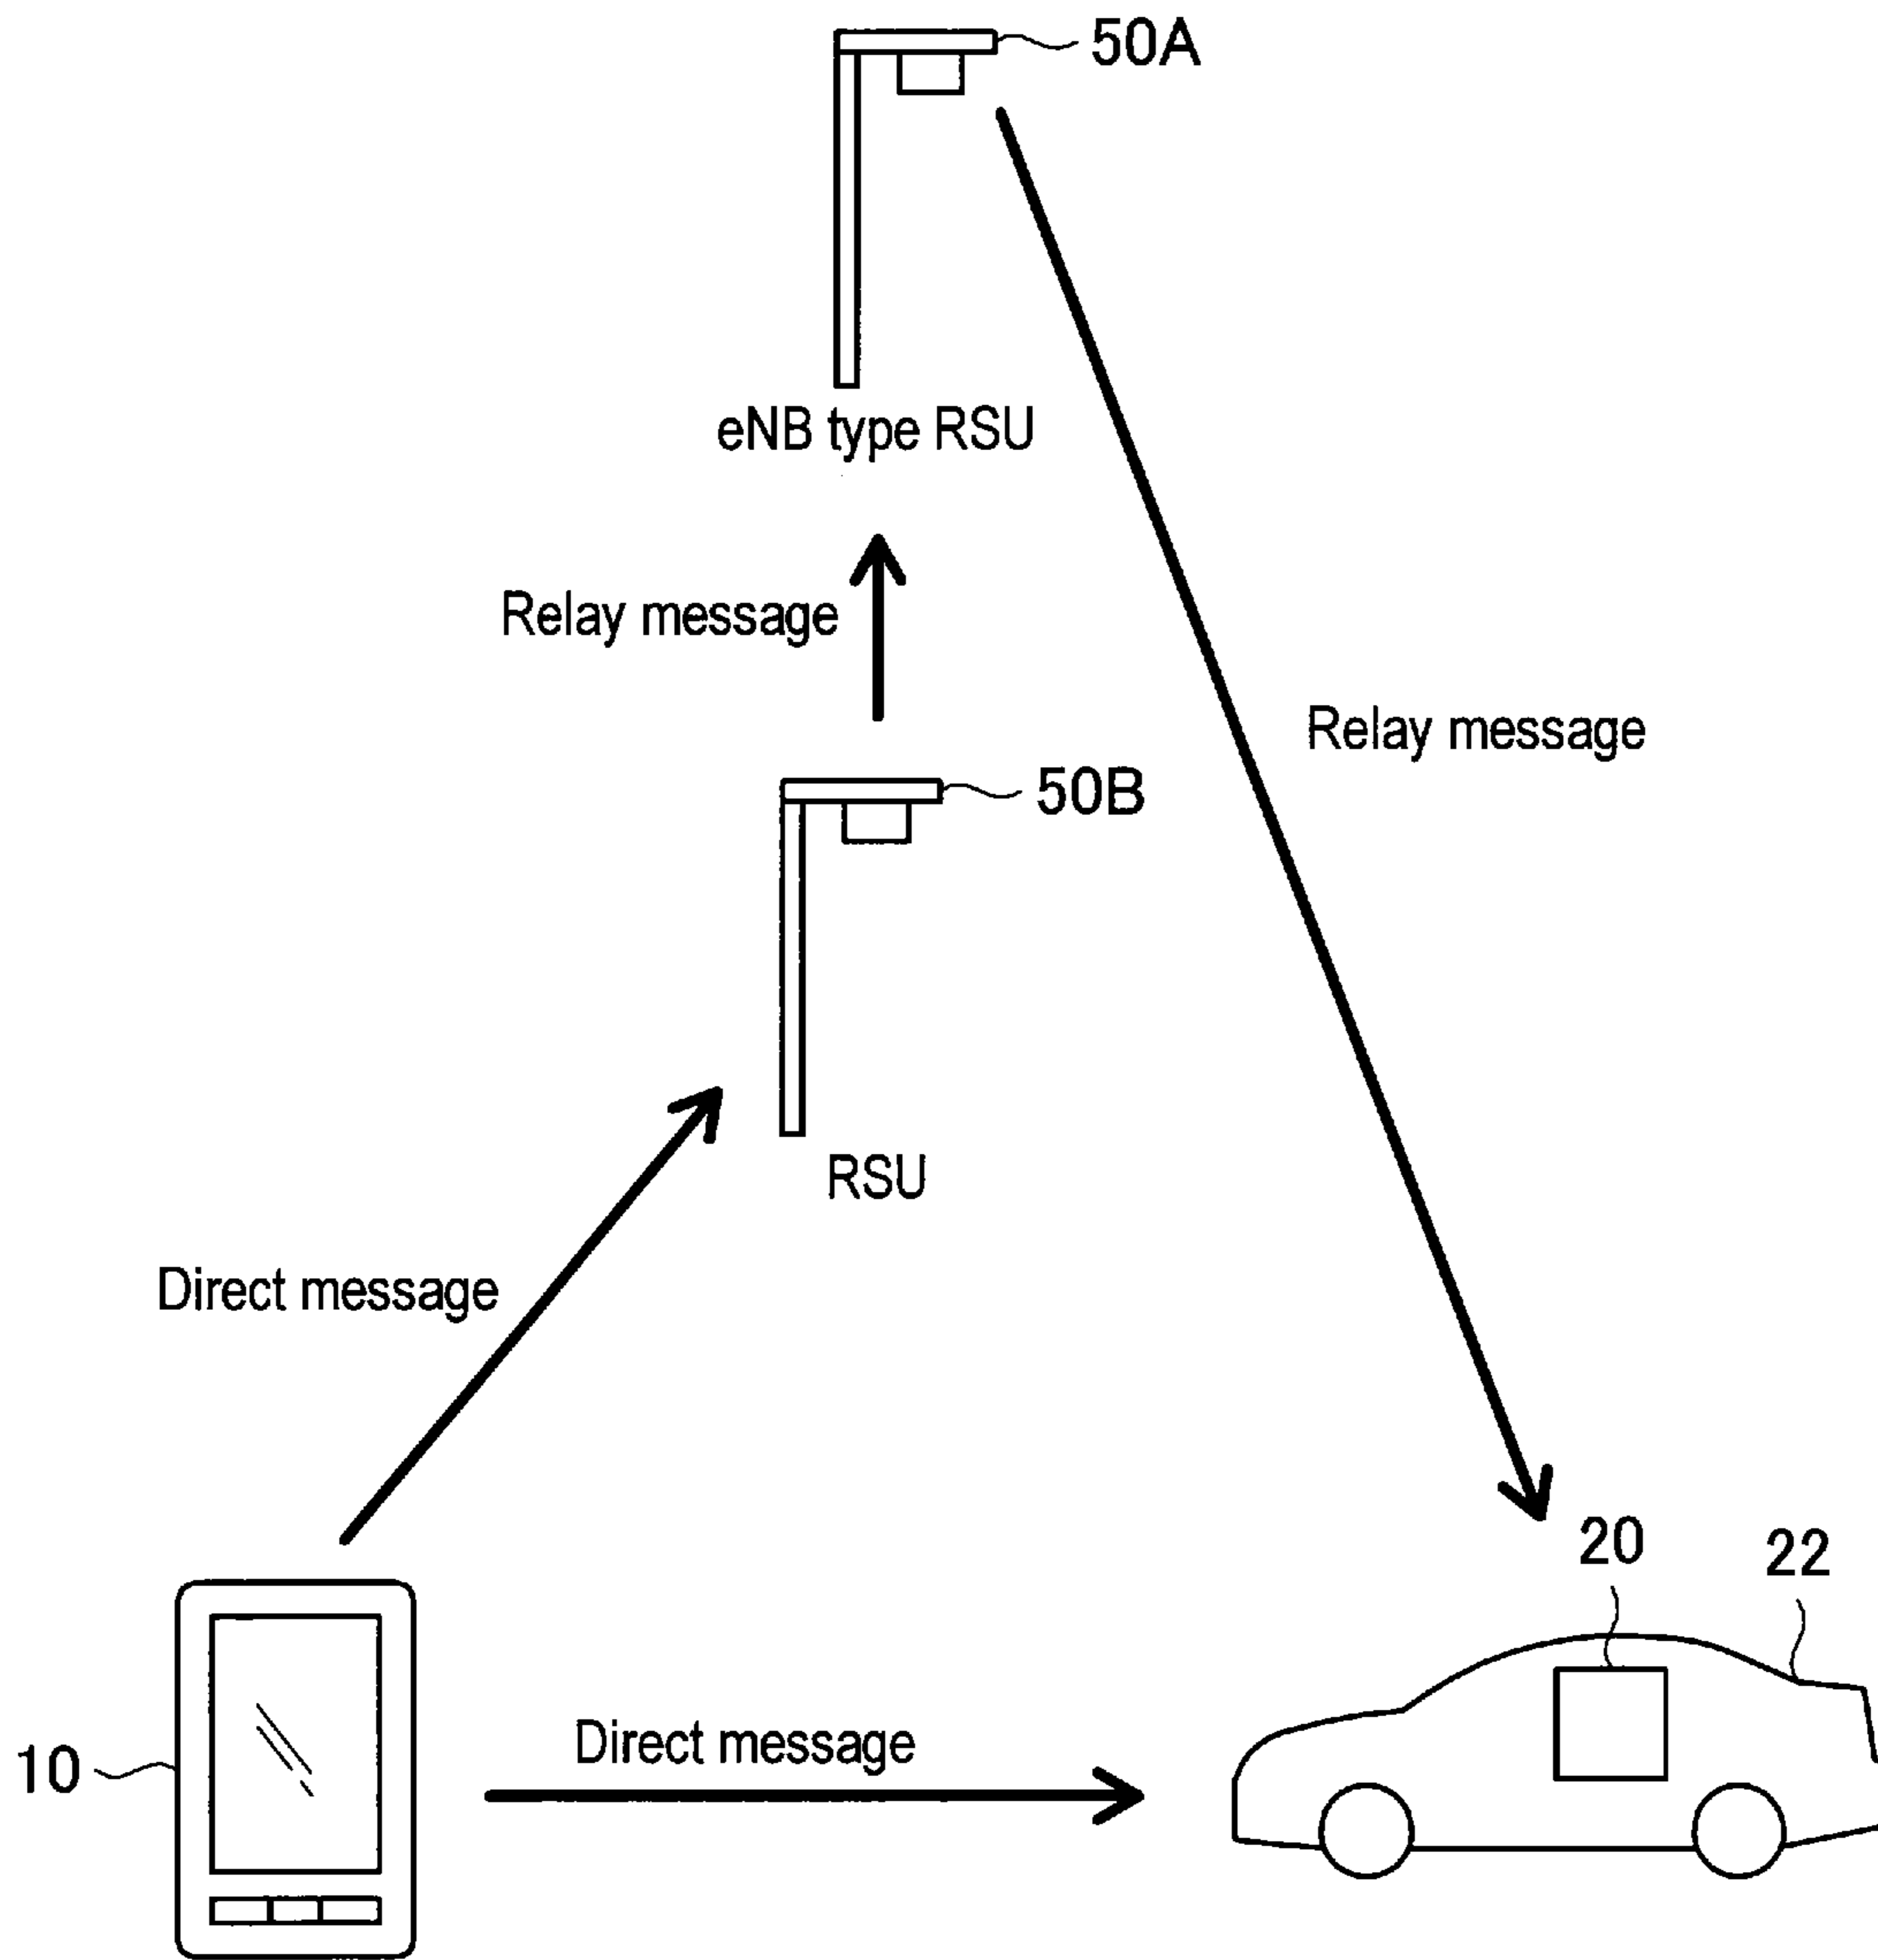 50A
eNB type RSU
Relay message
Relay message
50B
RSU
Direct message
20
22
Direct message
10